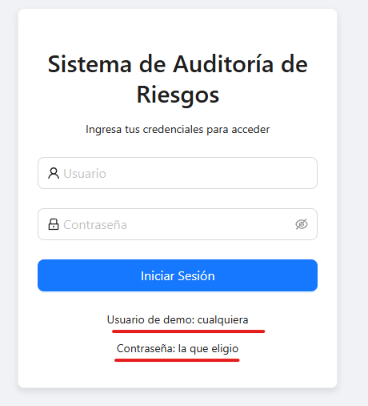 Sistema de Auditoría de
Riesgos
Ingresa tus credenciales para acceder
Usuario
Contraseña
Iniciar Sesión
Usuario de demo: cualquiera
Contraseña: la que eligio